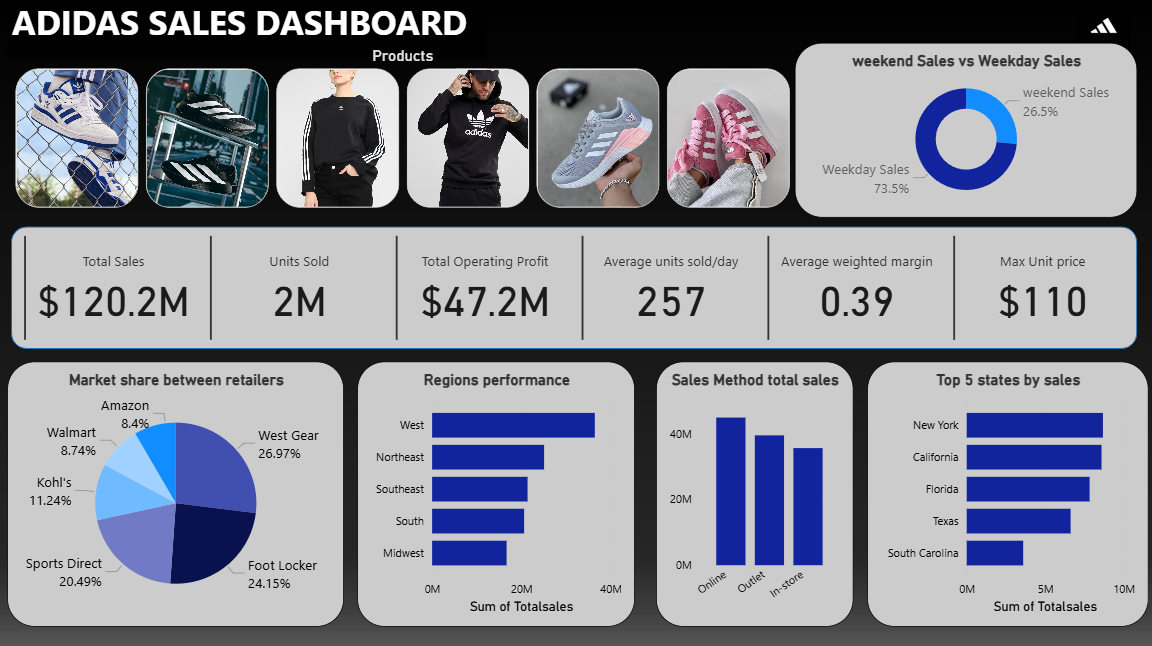 ADIDAS SALES DASHBOARD
Products
adidas
weekend Sales vs Weekday Sales
weekend Sales
26.5%
Weekday Sales
73.5%
Total Sales
$120.2M
Units Sold
2M
Total Operating Profit
$47.2M
Average units sold/day
257
Average weighted margin
0.39
Max Unit price
$110
Market share between retailers
Amazon
8.4%
Walmart
8.74%
Kohl's
11.24%
Sports Direct
20.49%
West Gear
26.97%
Foot Locker
24.15%
Regions performance
West
Northeast
Southeast
South
Midwest
0M 20M 40M
Sum of Totalsales
Sales Method total sales
40M
20M
0M
Online Outlet In-store
Top 5 states by sales
New York
California
Florida
Texas
South Carolina
0M 5M 10M
Sum of Totalsales